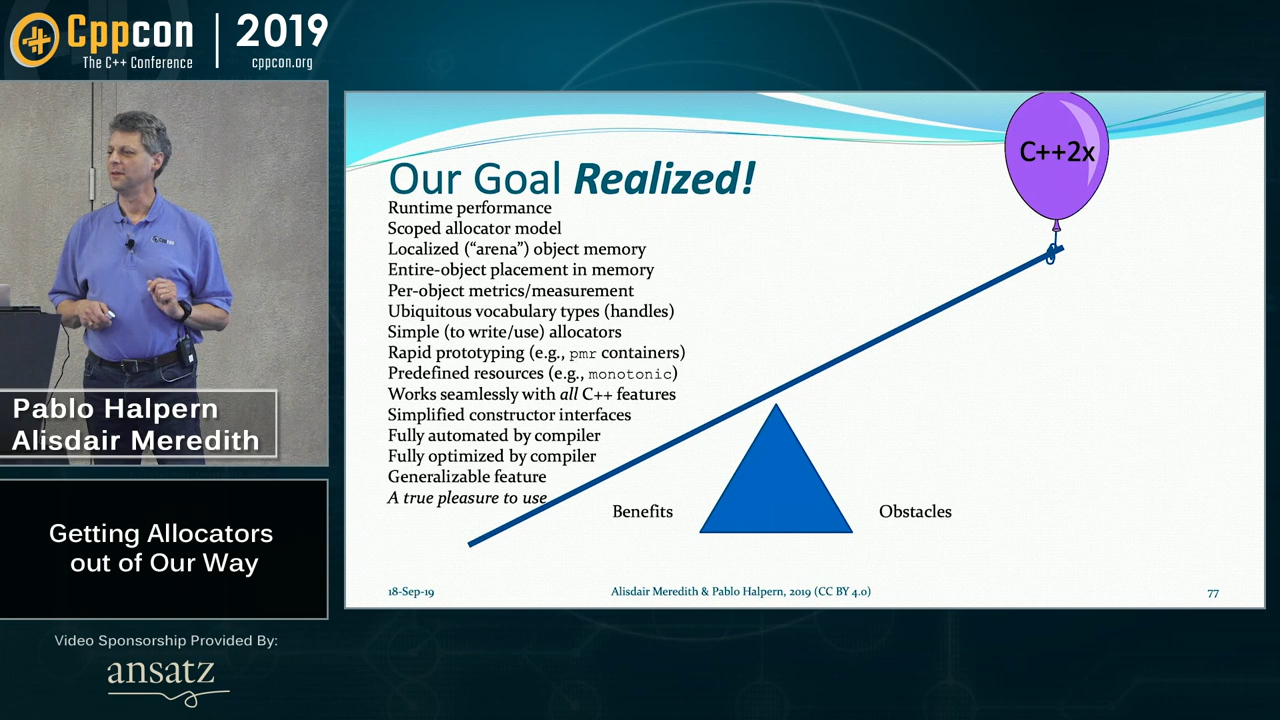 Cppcon
The C++ Conference
2019
cppcon.org
Pablo Halpern
Alisdair Meredith
Getting Allocators
out of Our Way
Video Sponsorship Provided By:
ansatz
C++2x
Our Goal Realized!
Runtime performance
Scoped allocator model
Localized (“arena”) object memory
Entire-object placement in memory
Per-object metrics/measurement
Ubiquitous vocabulary types (handles)
Simple (to write/use) allocators
Rapid prototyping (e.g., pmr containers)
Predefined resources (e.g., monotonic)
Works seamlessly with all C++ features
Simplified constructor interfaces
Fully automated by compiler
Fully optimized by compiler
Generalizable feature
A true pleasure to use
Benefits
Obstacles
18-Sep-19
Alisdair Meredith & Pablo Halpern, 2019 (CC BY 4.0)
77